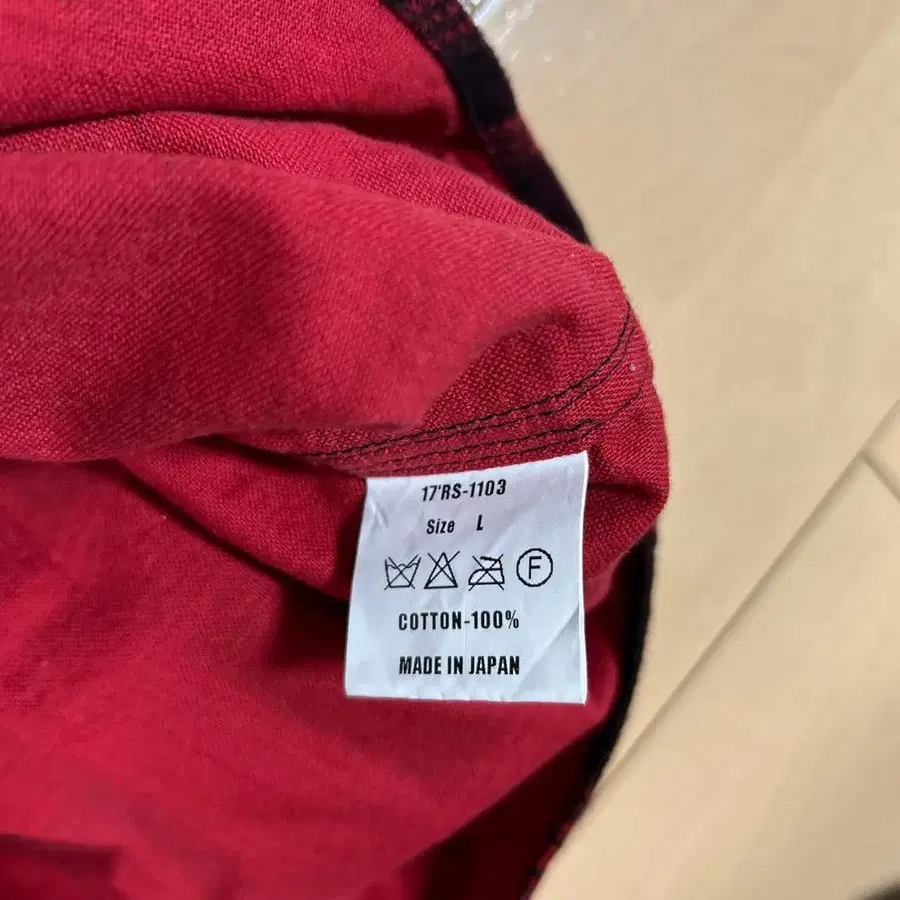 17'RS-1103
Size L
F
COTTON-100%
MADE IN JAPAN